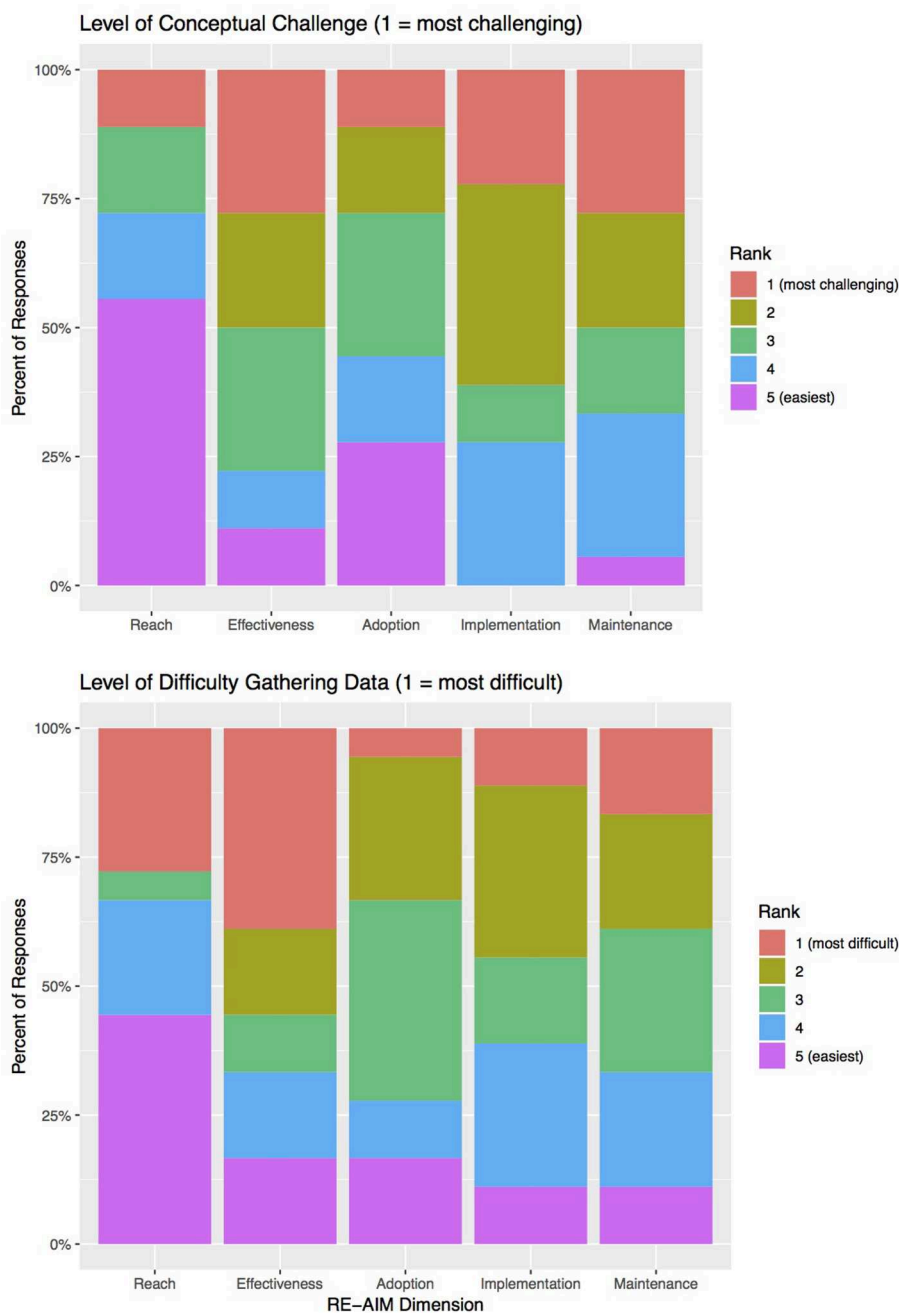 Level of Conceptual Challenge (1 = most challenging)
100%
75%
50%
25%
0%
Percent of Responses
Reach
Effectiveness
Adoption
Implementation
Maintenance
Rank
1 (most challenging)
2
3
4
5 (easiest)
Level of Difficulty Gathering Data (1 = most difficult)
100%
75%
50%
25%
0%
Percent of Responses
Reach
Effectiveness
Adoption
Implementation
Maintenance
RE−AIM Dimension
Rank
1 (most difficult)
2
3
4
5 (easiest)